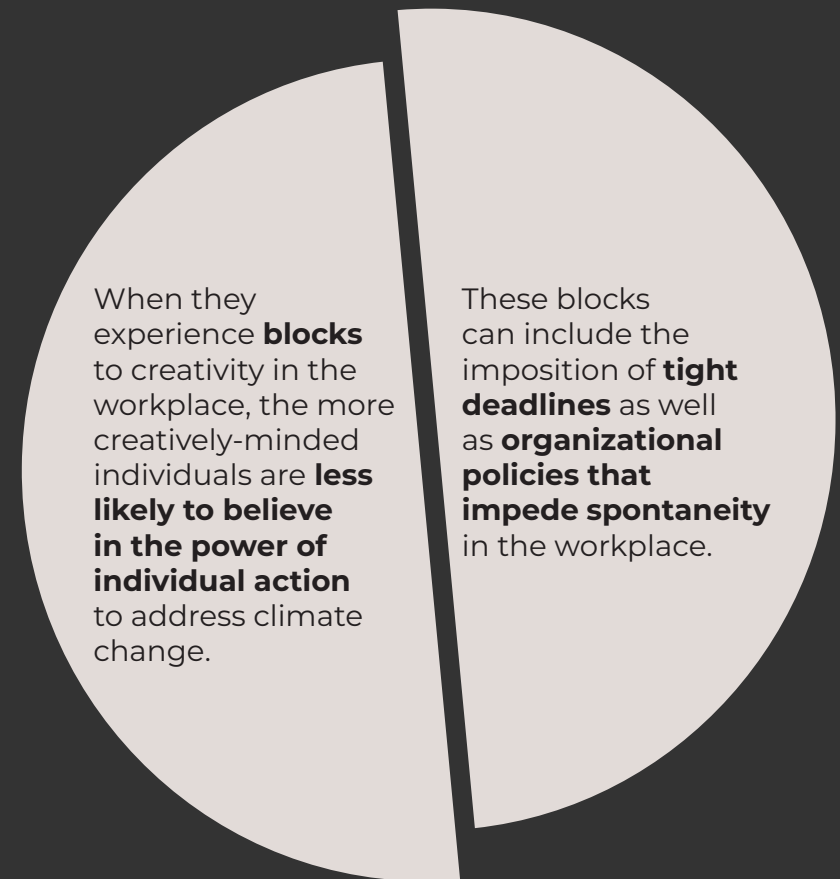 When they
experience blocks
to creativity in the
workplace, the more
creatively-minded
individuals are less
likely to believe
in the power of
individual action
to address climate
change.
These blocks
can include the
imposition of tight
deadlines as well
as organizational
policies that
impede spontaneity
in the workplace.